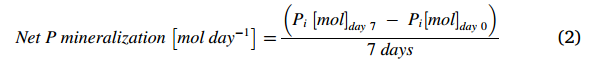 Net P mineralization [mol day⁻¹] = (Pᵢ [mol]day 7 − Pᵢ[mol]day 0) / 7 days (2)